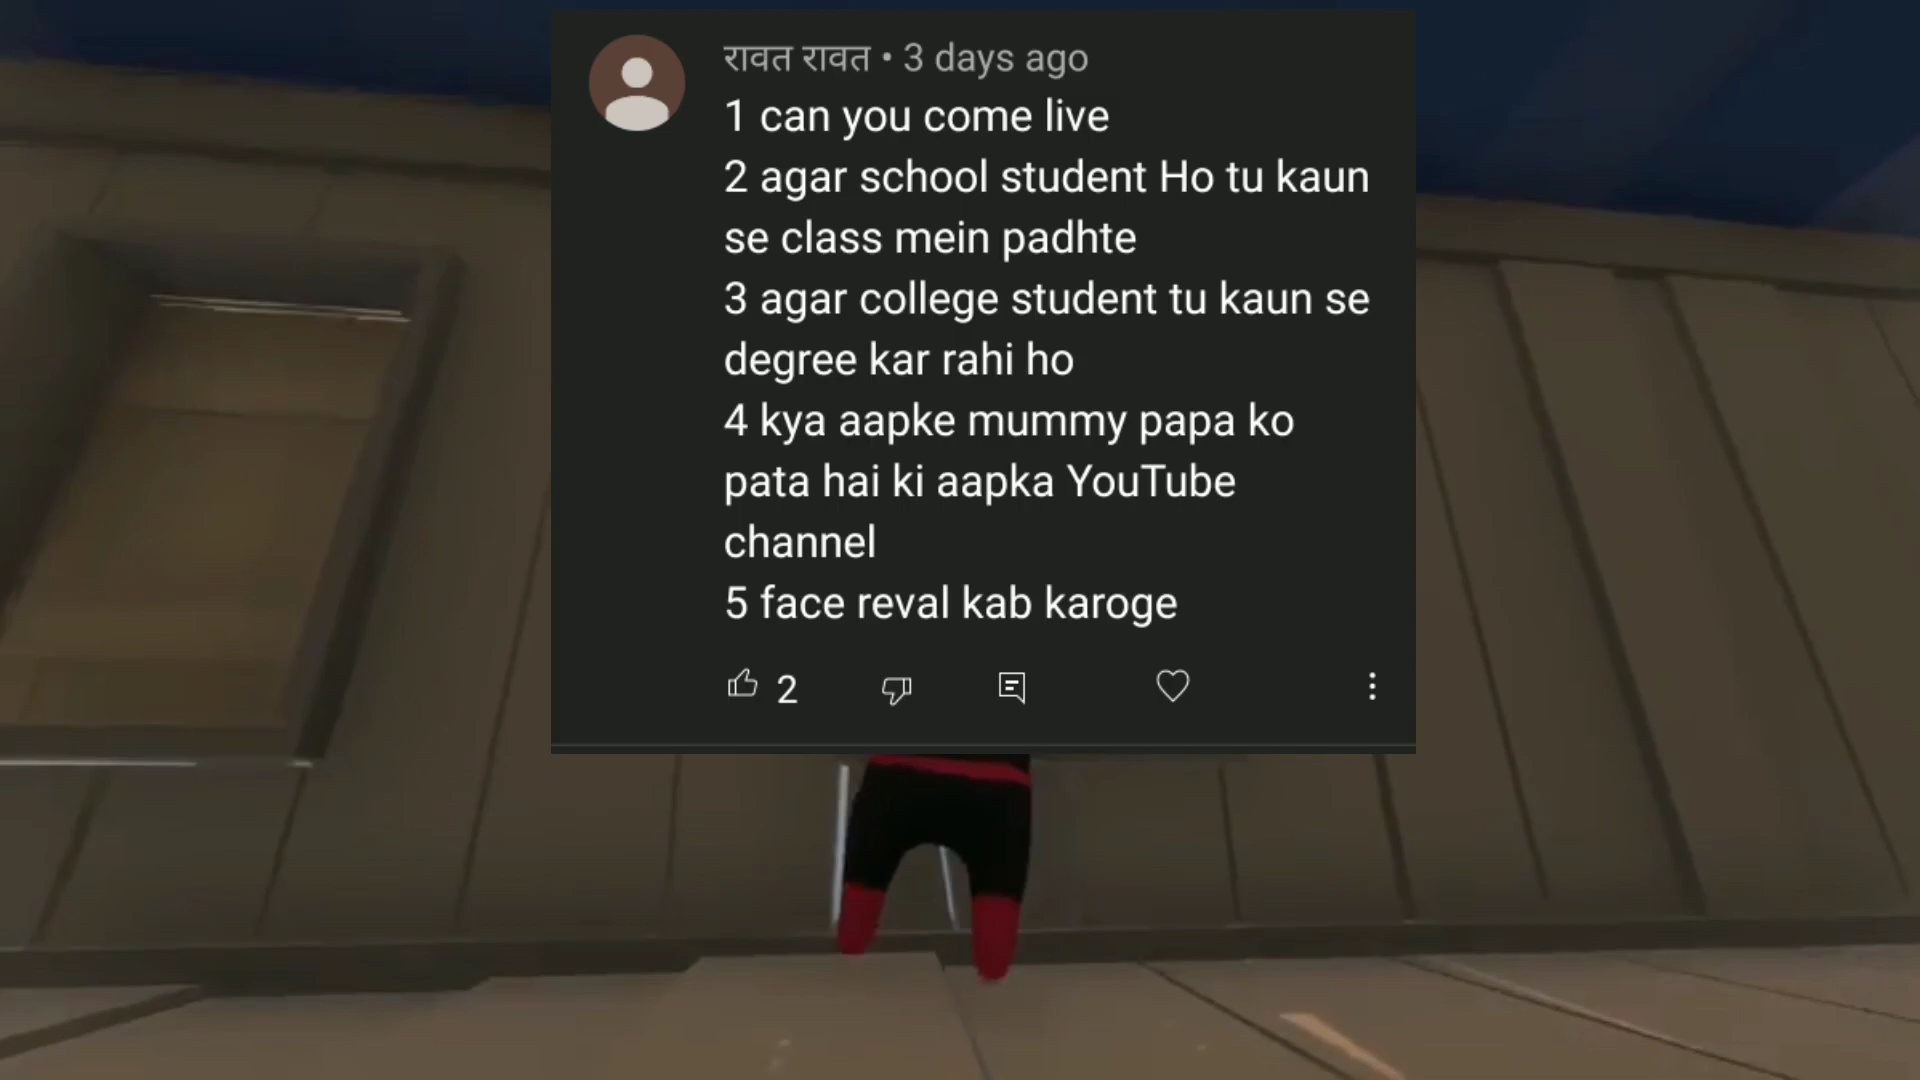 रावत रावत • 3 days ago
1 can you come live
2 agar school student Ho tu kaun
se class mein padhte
3 agar college student tu kaun se
degree kar rahi ho
4 kya aapke mummy papa ko
pata hai ki aapka YouTube
channel
5 face reval kab karoge
2